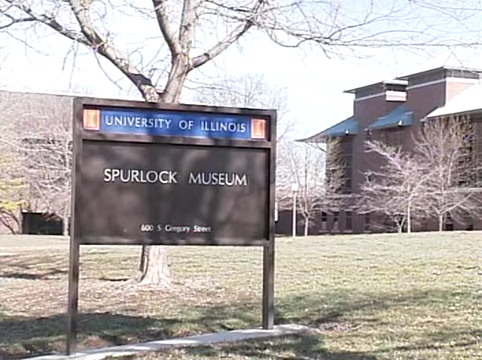 UNIVERSITY OF ILLINOIS
SPURLOCK MUSEUM
600 S Gregory Street